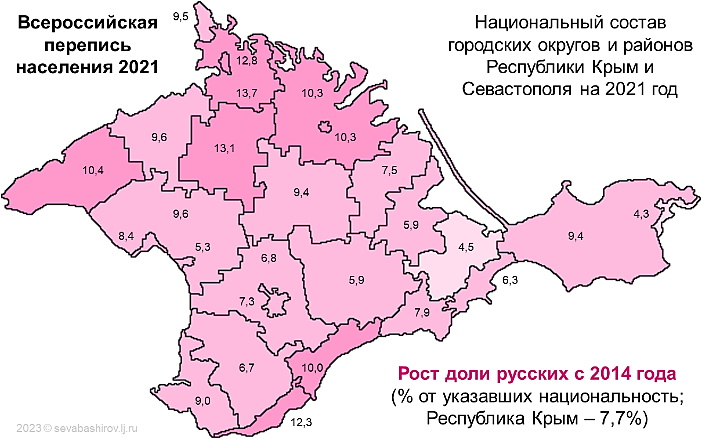 Всероссийская
перепись
населения 2021
Национальный состав
городских округов и районов
Республики Крым и
Севастополя на 2021 год
9,5
12,8
13,7
10,3
10,3
9,6
13,1
10,4
7,5
9,4
9,6
8,4
5,3
5,9
4,5
9,4
4,3
6,8
5,9
6,3
7,3
7,9
6,7
10,0
9,0
12,3
Рост доли русских с 2014 года
(% от указавших национальность;
Республика Крым – 7,7%)
2023 © sevabashirov.lj.ru